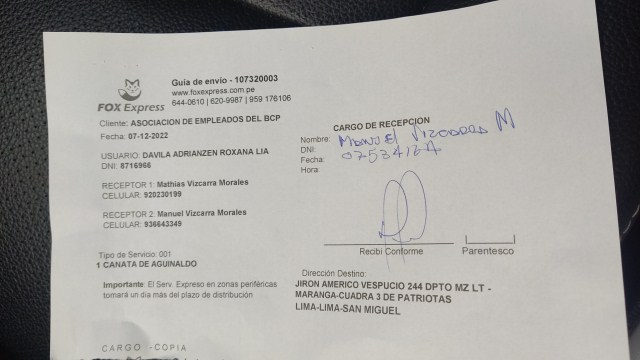 Guía de envío - 107320003
www.foxexpress.com.pe
644-0610 | 620-9987 | 959 176106
FOX Express
Cliente: ASOCIACION DE EMPLEADOS DEL BCP
Fecha: 07-12-2022
USUARIO: DAVILA ADRIANZEN ROXANA LIA
DNI: 8716966
RECEPTOR 1: Mathias Vizcarra Morales
CELULAR: 920230199
RECEPTOR 2: Manuel Vizcarra Morales
CELULAR: 936643349
Tipo de Servicio: 001
1 CANATA DE AGUINALDO
Importante: El Serv. Expreso en zonas periféricas
tomará un día más del plazo de distribución
CARGO - COPIA
CARGO DE RECEPCION
Nombre: Manuel Vizcarra M
DNI:
Fecha:
Hora:
Recibí Conforme
Parentesco
Dirección Destino:
JIRON AMERICO VESPUCIO 244 DPTO MZ LT -
MARANGA-CUADRA 3 DE PATRIOTAS
LIMA-LIMA-SAN MIGUEL